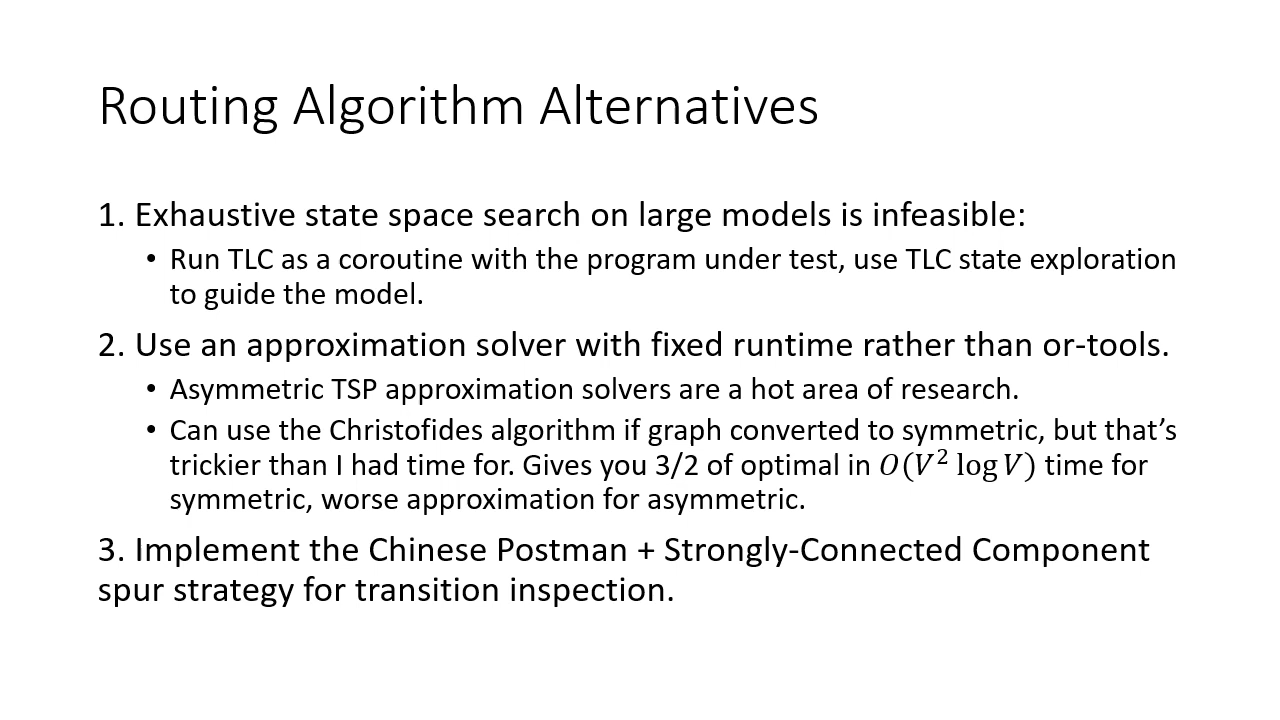 Routing Algorithm Alternatives
1. Exhaustive state space search on large models is infeasible:
• Run TLC as a coroutine with the program under test, use TLC state exploration
to guide the model.
2. Use an approximation solver with fixed runtime rather than or-tools.
• Asymmetric TSP approximation solvers are a hot area of research.
• Can use the Christofides algorithm if graph converted to symmetric, but that’s
trickier than I had time for. Gives you 3/2 of optimal in 𝑂(𝑉² log 𝑉) time for
symmetric, worse approximation for asymmetric.
3. Implement the Chinese Postman + Strongly-Connected Component
spur strategy for transition inspection.